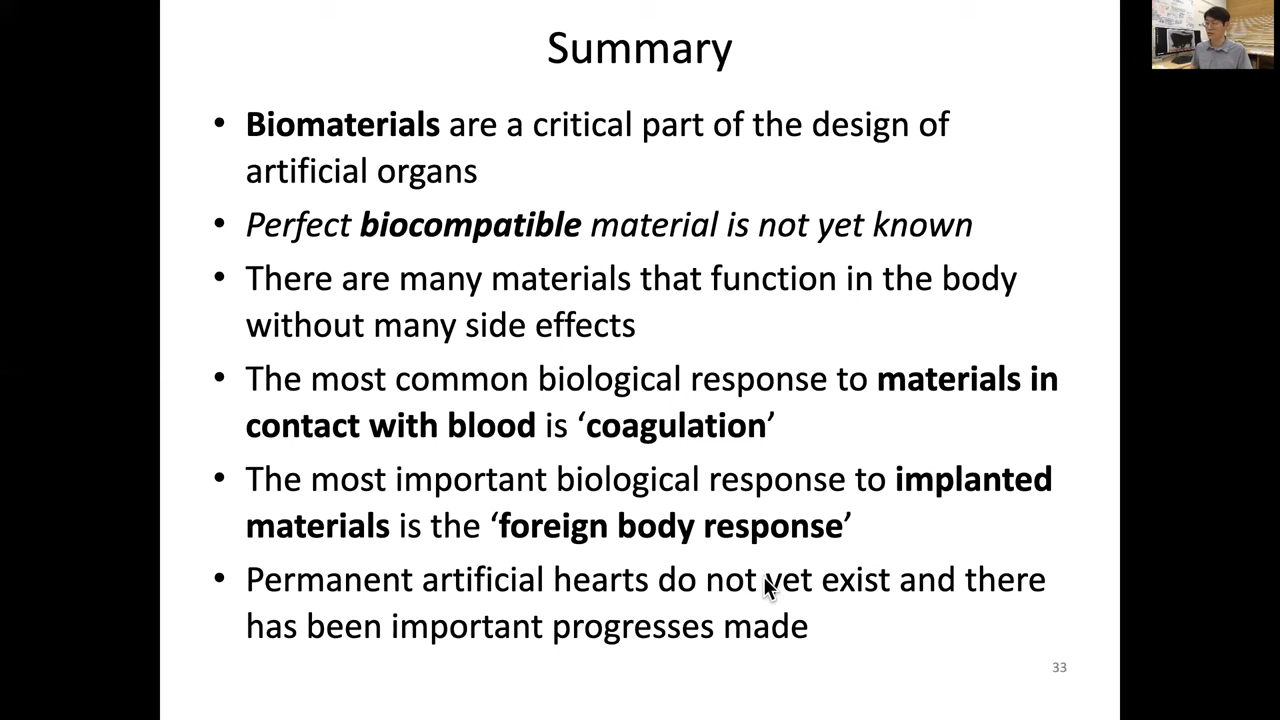 Summary
• Biomaterials are a critical part of the design of
artificial organs
• Perfect biocompatible material is not yet known
• There are many materials that function in the body
without many side effects
• The most common biological response to materials in
contact with blood is ‘coagulation’
• The most important biological response to implanted
materials is the ‘foreign body response’
• Permanent artificial hearts do not yet exist and there
has been important progresses made
33